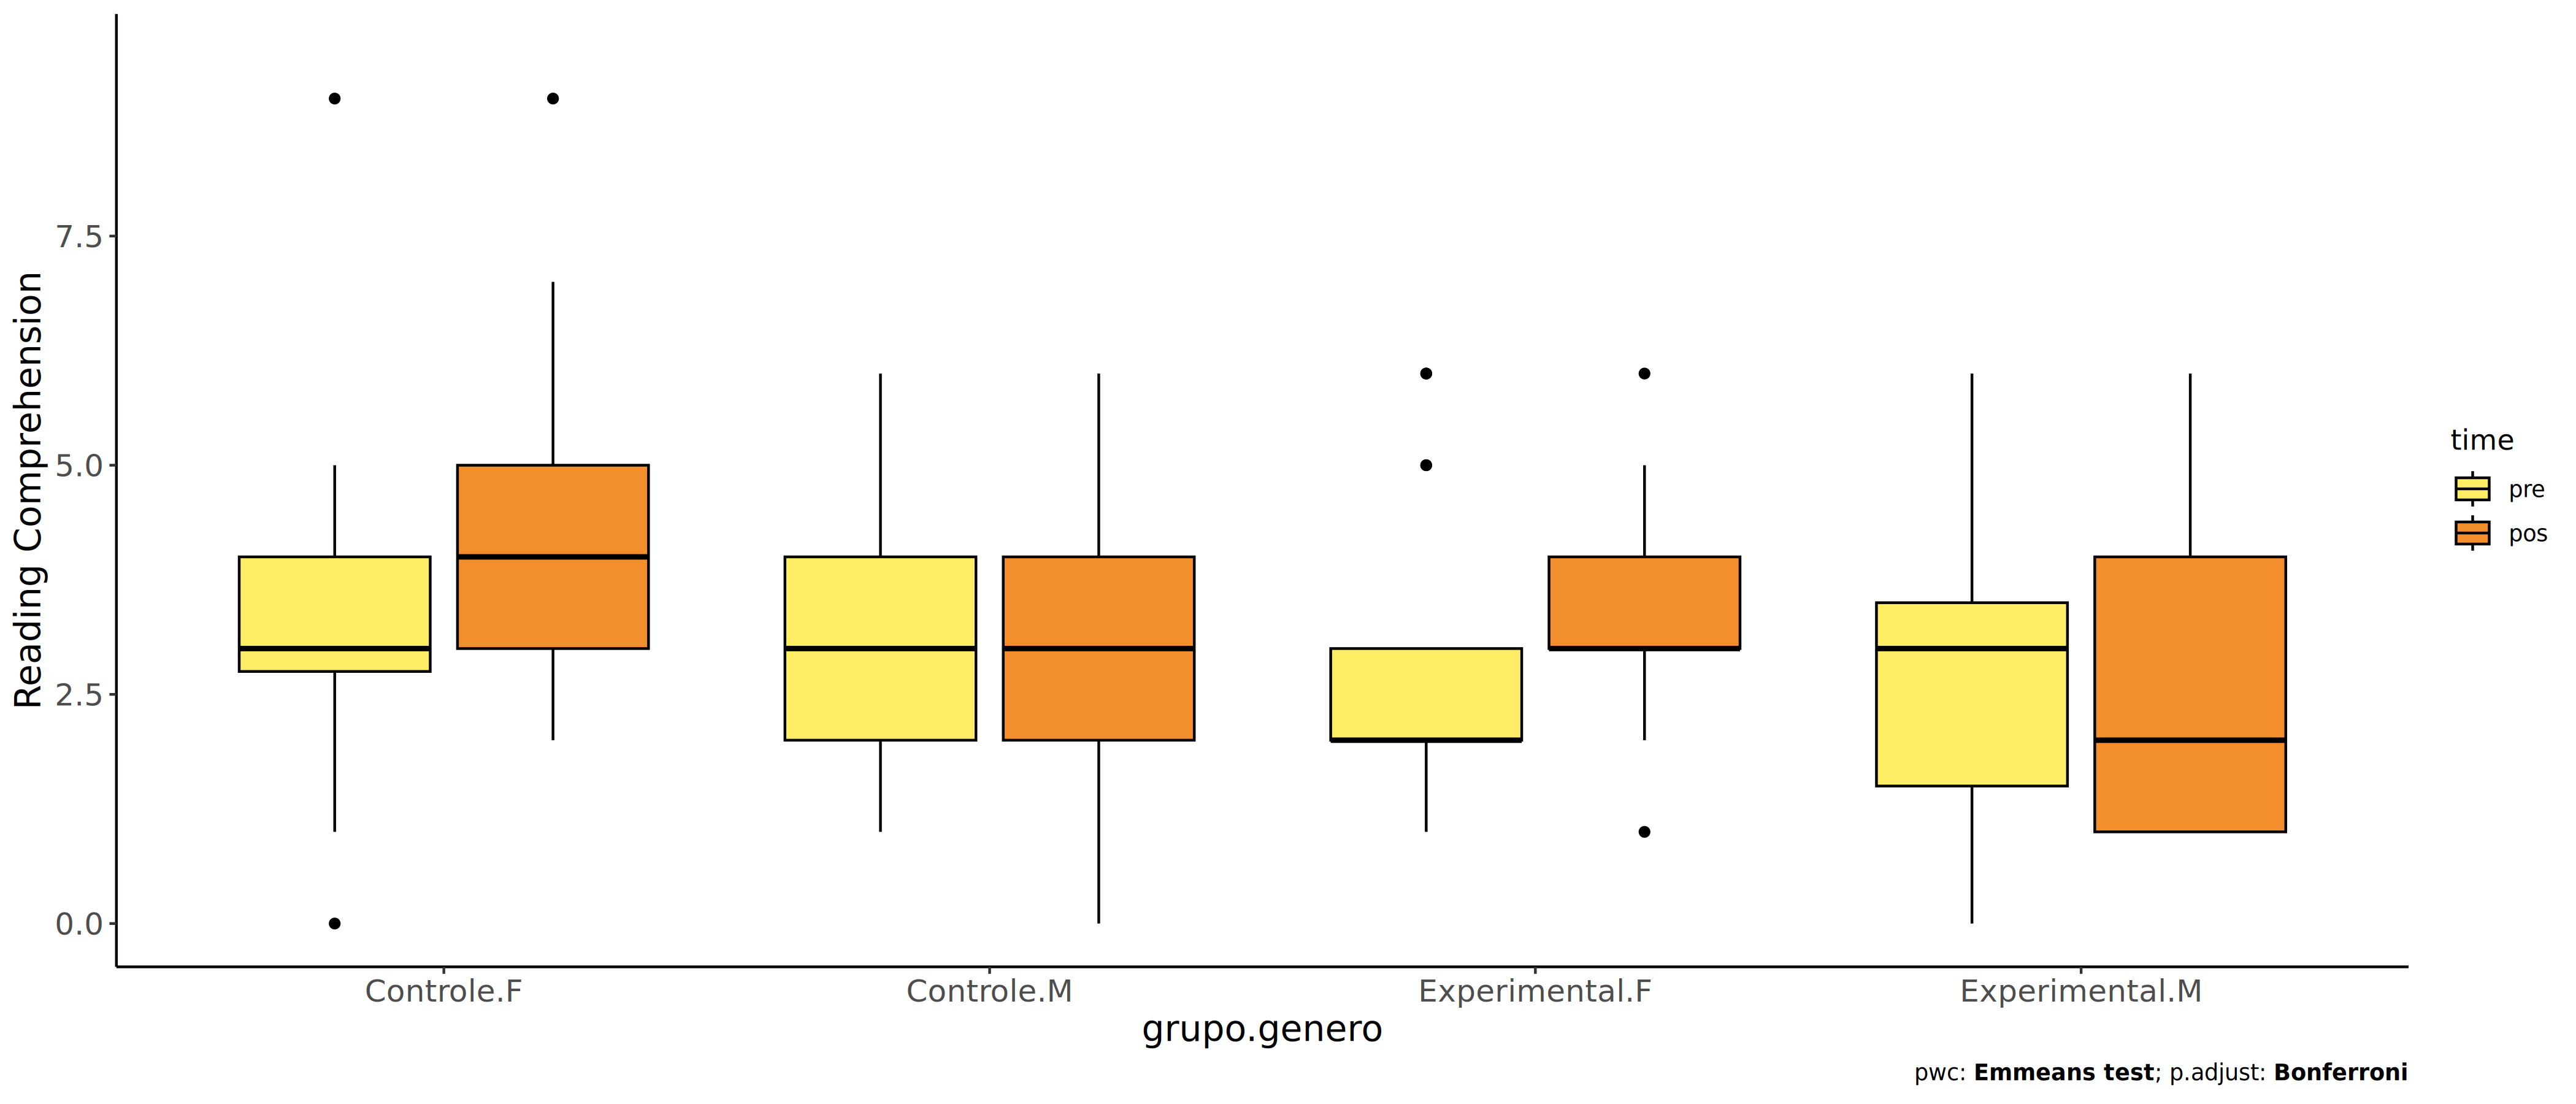 Reading Comprehension
7.5
5.0
2.5
0.0
Controle.F
Controle.M
Experimental.F
Experimental.M
grupo.genero
time
pre
pos
pwc: Emmeans test; p.adjust: Bonferroni